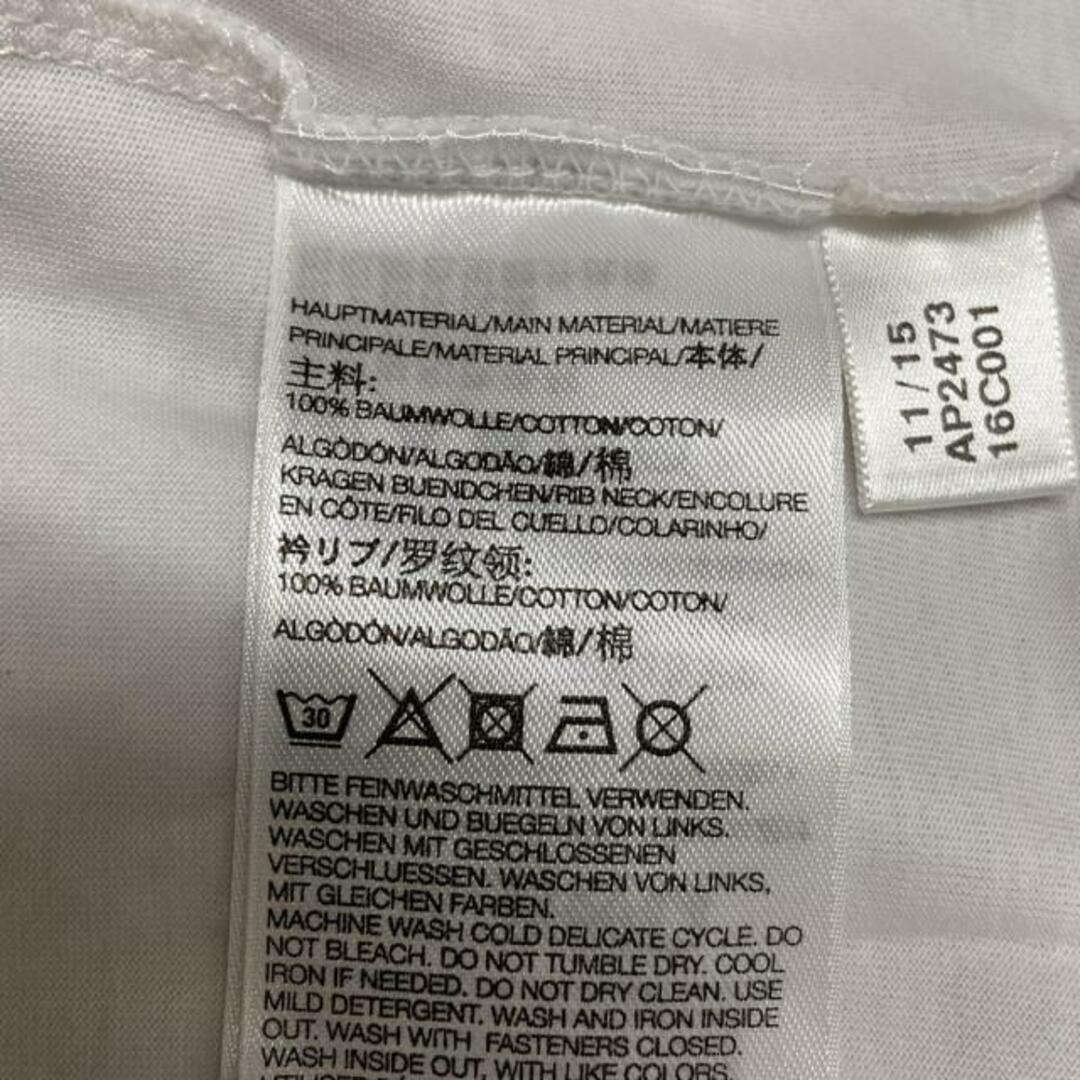 HAUPTMATERIAL/MAIN MATERIAL/MATIERE
PRINCIPALE/MATERIAL PRINCIPAL/本体/
主料:
100% BAUMWOLLE/COTTON/COTON/
ALGÒDÓN/ALGODÃO/綿/棉
KRAGEN BUENDCHEN/RIB NECK/ENCOLURE
EN CÔTE/FILO DEL CUELLO/COLARINHO/
衿リブ/罗纹领:
100% BAUMWOLLE/COTTON/COTON/
ALGÒDÓN/ALGODÃO/綿/棉
30
BITTE FEINWASCHMITTEL VERWENDEN.
WASCHEN UND BUEGELN VON LINKS.
WASCHEN MIT GESCHLOSSENEN
VERSCHLUESSEN. WASCHEN VON LINKS,
MIT GLEICHEN FARBEN.
MACHINE WASH COLD DELICATE CYCLE. DO
NOT BLEACH. DO NOT TUMBLE DRY. COOL
IRON IF NEEDED. DO NOT DRY CLEAN. USE
MILD DETERGENT. WASH AND IRON INSIDE
OUT. WASH WITH FASTENERS CLOSED.
WASH INSIDE OUT, WITH LIKE COLORS.
11/15
AP2473
16C001